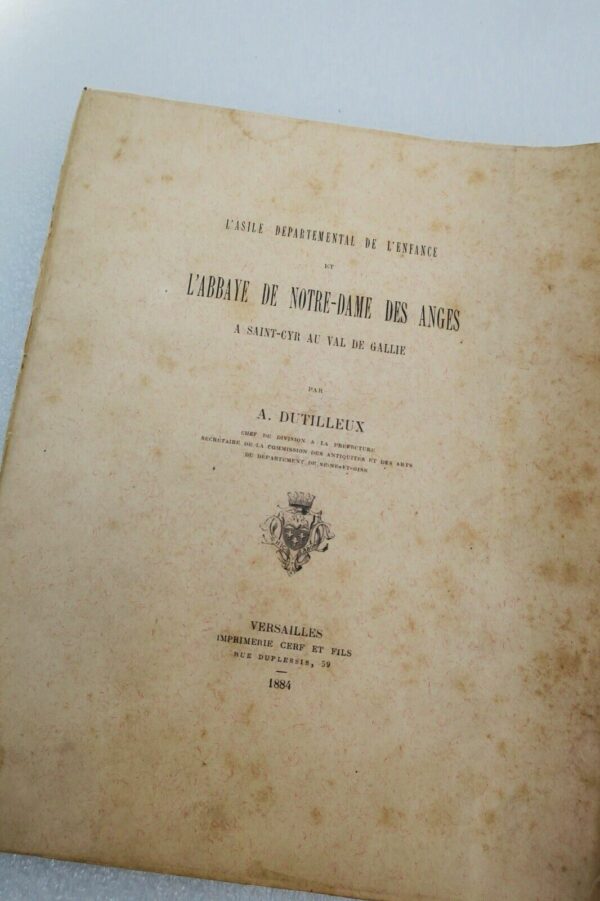 L'ASILE DEPARTEMENTAL DE L'ENFANCE
ET
L'ABBAYE DE NOTRE-DAME DES ANGES
A SAINT-CYR AU VAL DE GALLIE
PAR
A. DUTILLEUX
CHEF DE DIVISION A LA PRÉFECTURE
SECRÉTAIRE DE LA COMMISSION DES ANTIQUITÉS ET DES ARTS
DU DÉPARTEMENT DE SEINE-ET-OISE
VERSAILLES
IMPRIMERIE CERF ET FILS
RUE DUPLESSIS, 59
1884